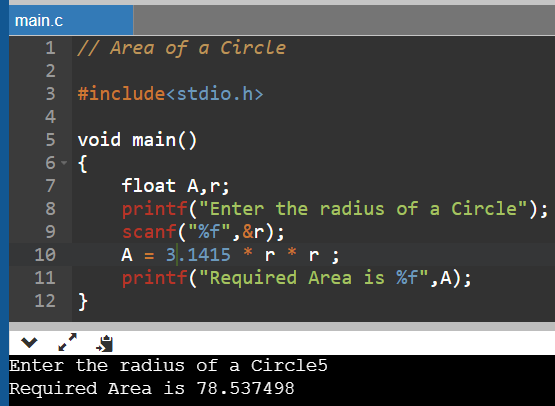 main.c
1 // Area of a Circle
2
3 #include<stdio.h>
4
5 void main()
6 {
7 float A,r;
8 printf("Enter the radius of a Circle");
9 scanf("%f",&r);
10 A = 3.1415 * r * r ;
11 printf("Required Area is %f",A);
12 }
Enter the radius of a Circle5
Required Area is 78.537498